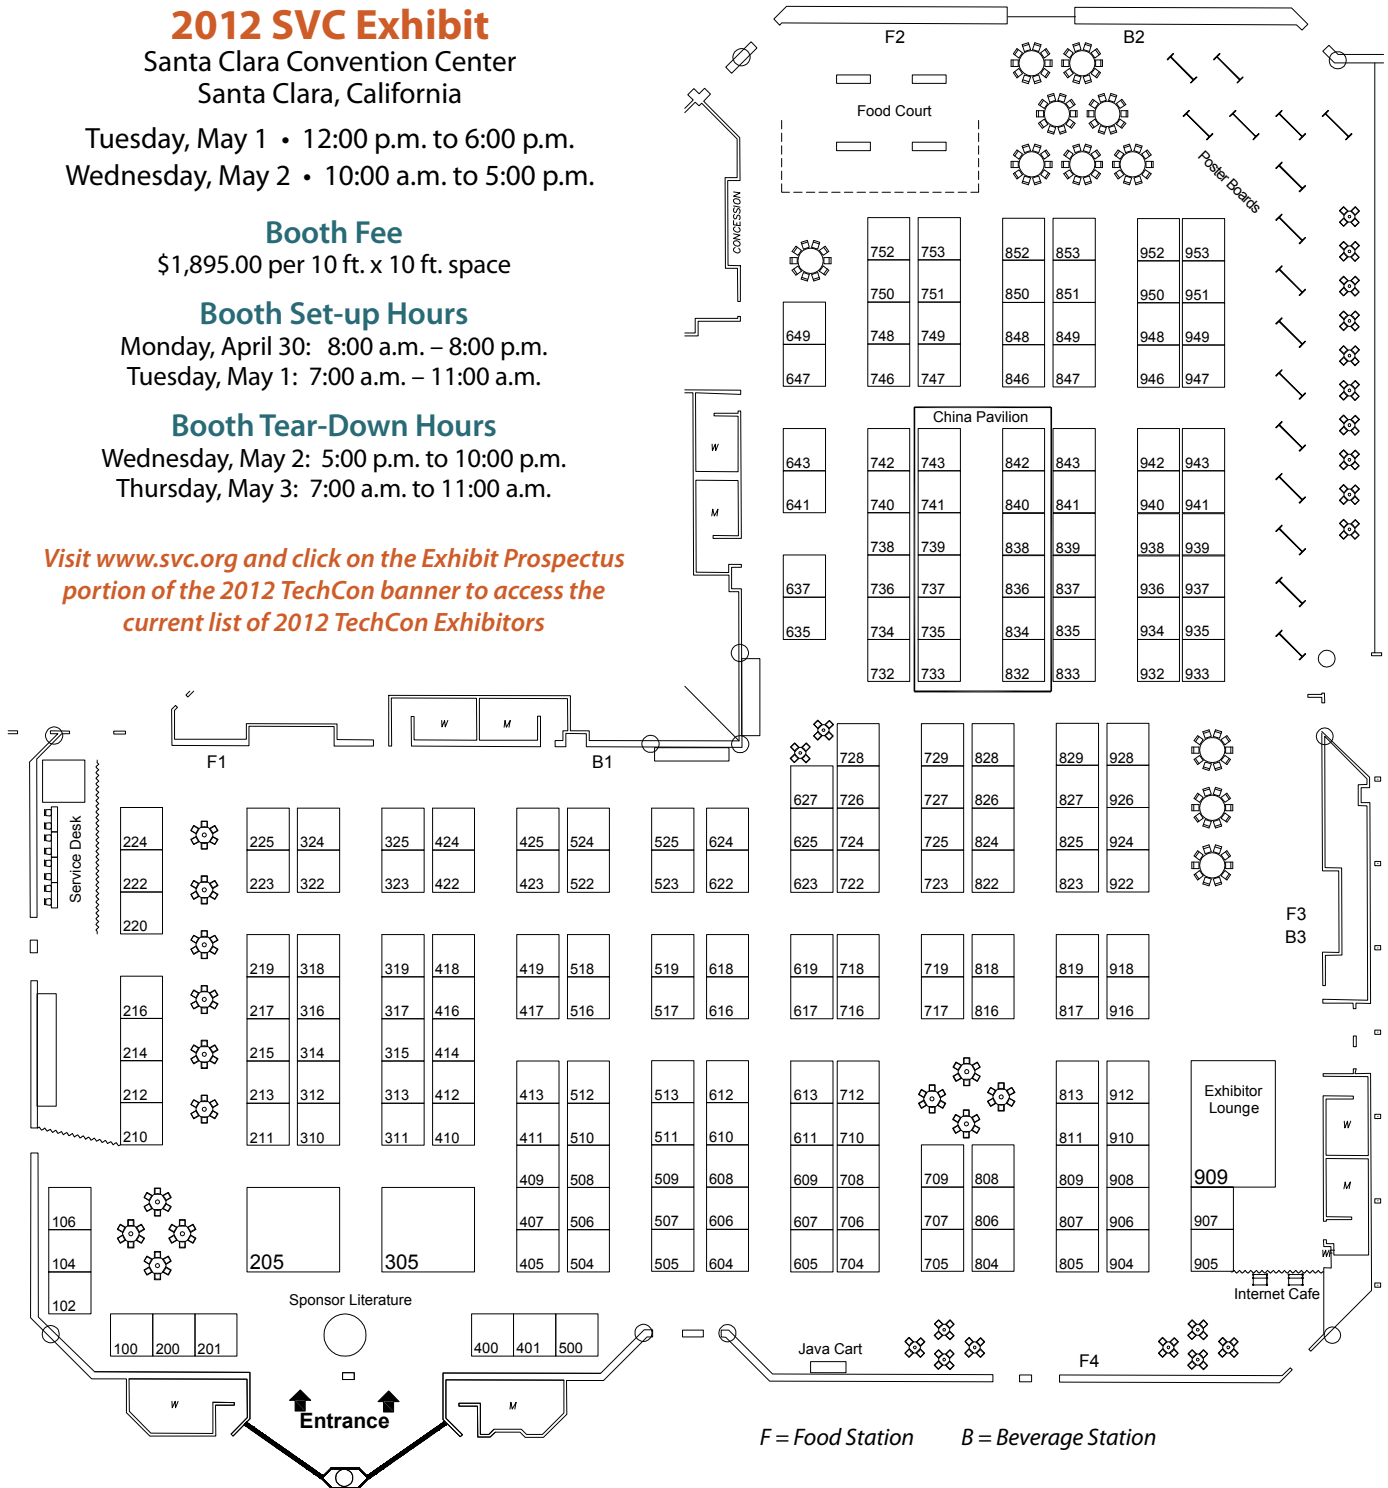 2012 SVC Exhibit
Santa Clara Convention Center
Santa Clara, California
Tuesday, May 1 • 12:00 p.m. to 6:00 p.m.
Wednesday, May 2 • 10:00 a.m. to 5:00 p.m.
Booth Fee
$1,895.00 per 10 ft. x 10 ft. space
Booth Set-up Hours
Monday, April 30: 8:00 a.m. – 8:00 p.m.
Tuesday, May 1: 7:00 a.m. – 11:00 a.m.
Booth Tear-Down Hours
Wednesday, May 2: 5:00 p.m. to 10:00 p.m.
Thursday, May 3: 7:00 a.m. to 11:00 a.m.
Visit www.svc.org and click on the Exhibit Prospectus
portion of the 2012 TechCon banner to access the
current list of 2012 TechCon Exhibitors
F2 B2
Food Court
Poster Boards
CONCESSION
752 753 852 853 952 953
750 751 850 851 950 951
649 748 749 848 849 948 949
647 746 747 846 847 946 947
China Pavilion
W
643 742 743 842 843 942 943
641 740 741 840 841 940 941
M
738 739 838 839 938 939
637 736 737 836 837 936 937
635 734 735 834 835 934 935
732 733 832 833 932 933
W M
F1 B1
728 729 828 829 928
627 726 727 826 827 926
Service Desk
224 225 324 325 424 425 524 525 624 625 724 725 824 825 924
222 223 322 323 422 423 522 523 622 623 722 723 822 823 922
220
F3
B3
219 318 319 418 419 518 519 618 619 718 719 818 819 918
216 217 316 317 416 417 516 517 616 617 716 717 816 817 916
214 215 314 315 414
212 213 312 313 412 413 512 513 612 611 712 813 912
210 211 310 311 410 411 510 511 610 611 710 811 910
Exhibitor
Lounge
W
409 508 509 608 609 708 709 808 809 908 909
M
106 407 506 507 606 607 706 707 806 807 906 907
104 205 305 405 504 505 604 605 704 705 804 805 904 905
WF
102
Internet Cafe
Sponsor Literature
100 200 201 400 401 500
Java Cart
F4
W M
Entrance
F = Food Station B = Beverage Station